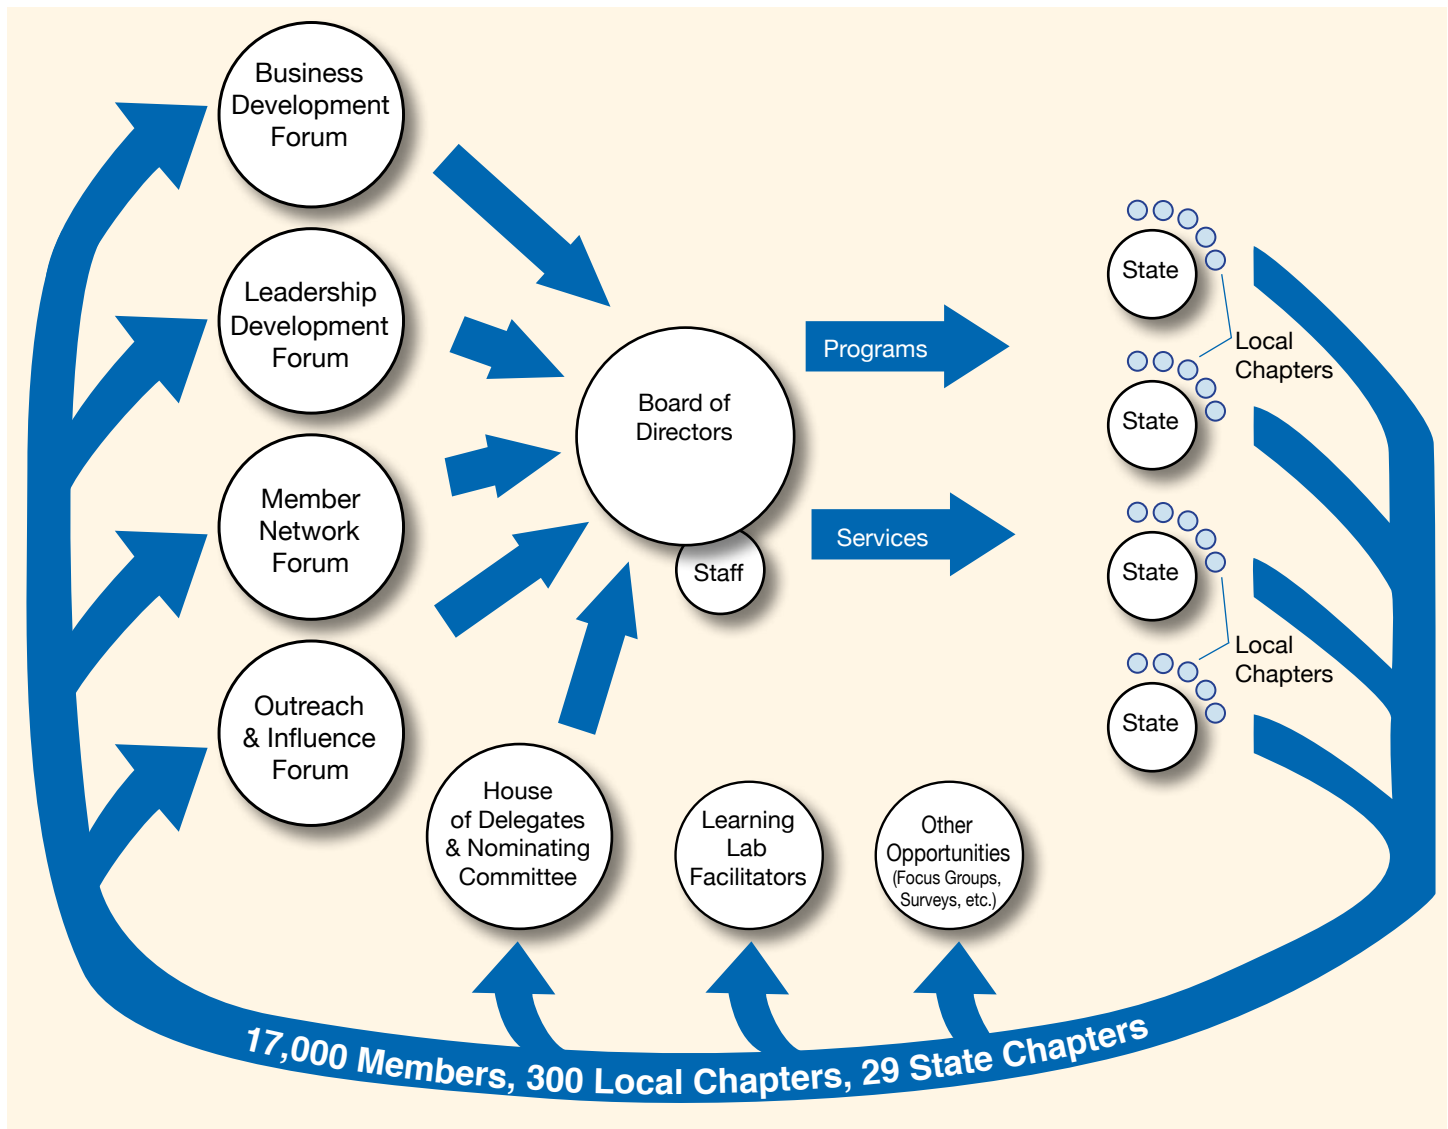 Business
Development
Forum
Leadership
Development
Forum
Member
Network
Forum
Outreach
& Influence
Forum
Board of
Directors
Staff
Programs
Services
State
State
State
State
Local
Chapters
Local
Chapters
House
of Delegates
& Nominating
Committee
Learning
Lab
Facilitators
Other
Opportunities
(Focus Groups,
Surveys, etc.)
17,000 Members, 300 Local Chapters, 29 State Chapters